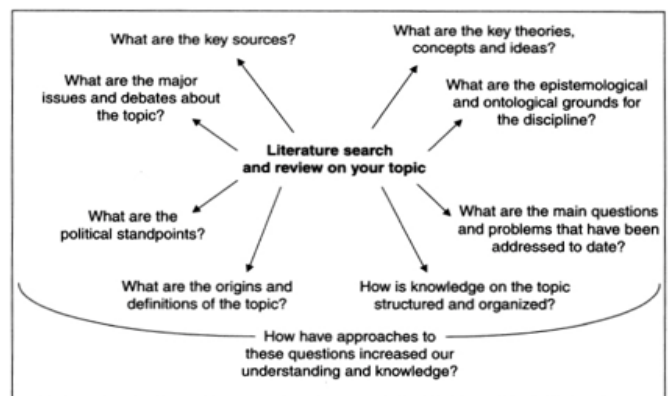 What are the key sources?
What are the key theories,
concepts and ideas?
What are the major
issues and debates about
the topic?
What are the epistemological
and ontological grounds for
the discipline?
Literature search
and review on your topic
What are the
political standpoints?
What are the main questions
and problems that have been
addressed to date?
What are the origins and
definitions of the topic?
How is knowledge on the topic
structured and organized?
How have approaches to
these questions increased our
understanding and knowledge?